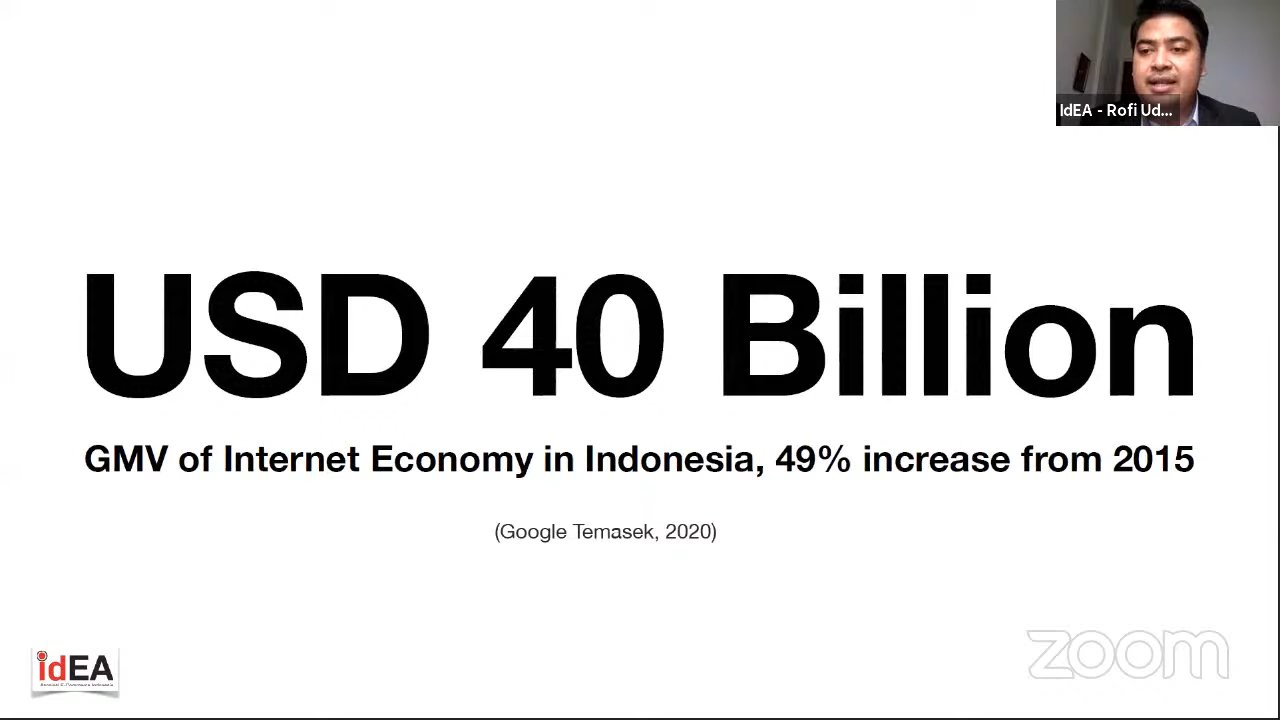 IdEA - Rofi Ud...
USD 40 Billion
GMV of Internet Economy in Indonesia, 49% increase from 2015
(Google Temasek, 2020)
idEA
zoom